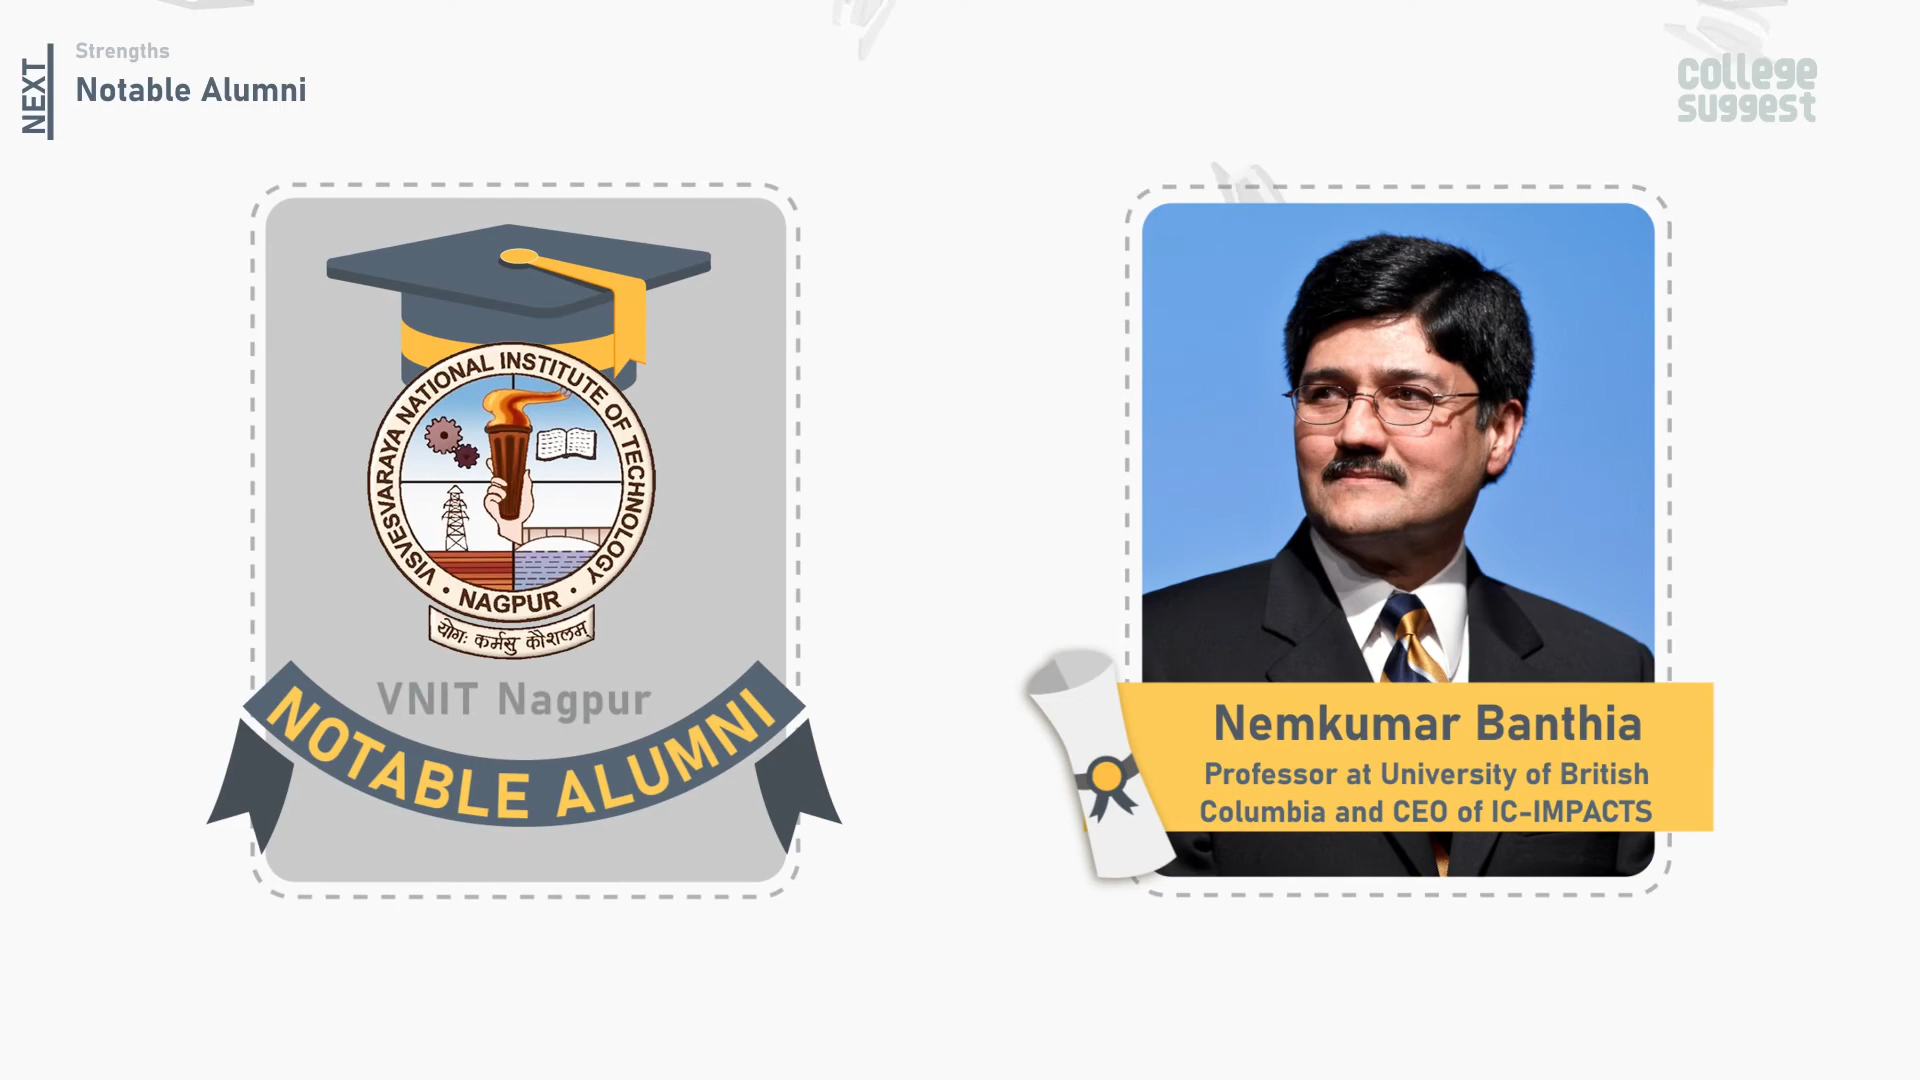 NEXT
Strengths
Notable Alumni
college
suggest
VISVESVARAYA NATIONAL INSTITUTE OF TECHNOLOGY
• NAGPUR •
योगः कर्मसु कौशलम्
VNIT Nagpur
NOTABLE ALUMNI
Nemkumar Banthia
Professor at University of British
Columbia and CEO of IC-IMPACTS